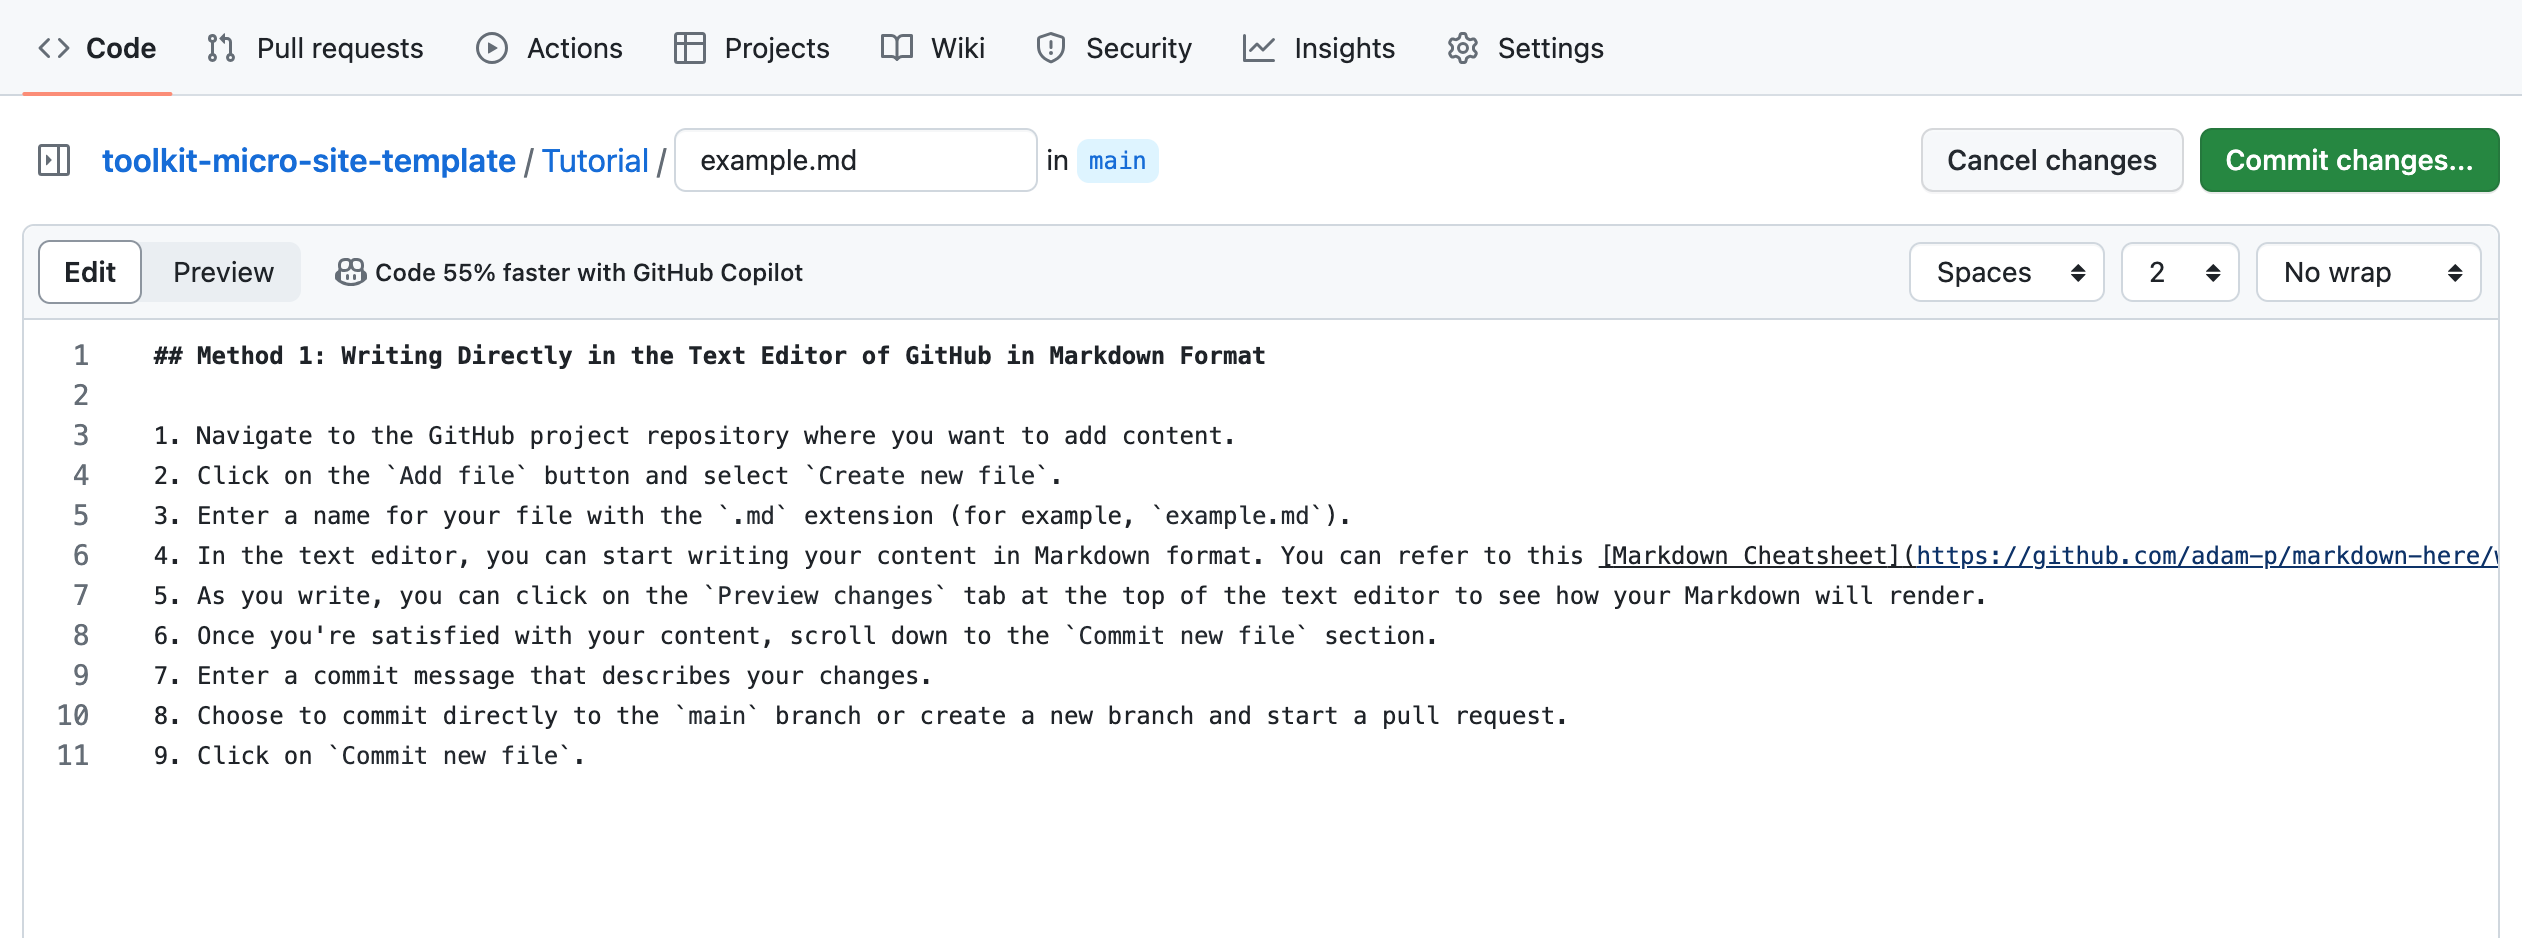 Code Pull requests Actions Projects Wiki Security Insights Settings
toolkit-micro-site-template / Tutorial / example.md in main Cancel changes Commit changes...
Edit Preview Code 55% faster with GitHub Copilot Spaces 2 No wrap
1 ## Method 1: Writing Directly in the Text Editor of GitHub in Markdown Format
2
3 1. Navigate to the GitHub project repository where you want to add content.
4 2. Click on the `Add file` button and select `Create new file`.
5 3. Enter a name for your file with the `.md` extension (for example, `example.md`).
6 4. In the text editor, you can start writing your content in Markdown format. You can refer to this [Markdown Cheatsheet](https://github.com/adam-p/markdown-here/
7 5. As you write, you can click on the `Preview changes` tab at the top of the text editor to see how your Markdown will render.
8 6. Once you're satisfied with your content, scroll down to the `Commit new file` section.
9 7. Enter a commit message that describes your changes.
10 8. Choose to commit directly to the `main` branch or create a new branch and start a pull request.
11 9. Click on `Commit new file`.